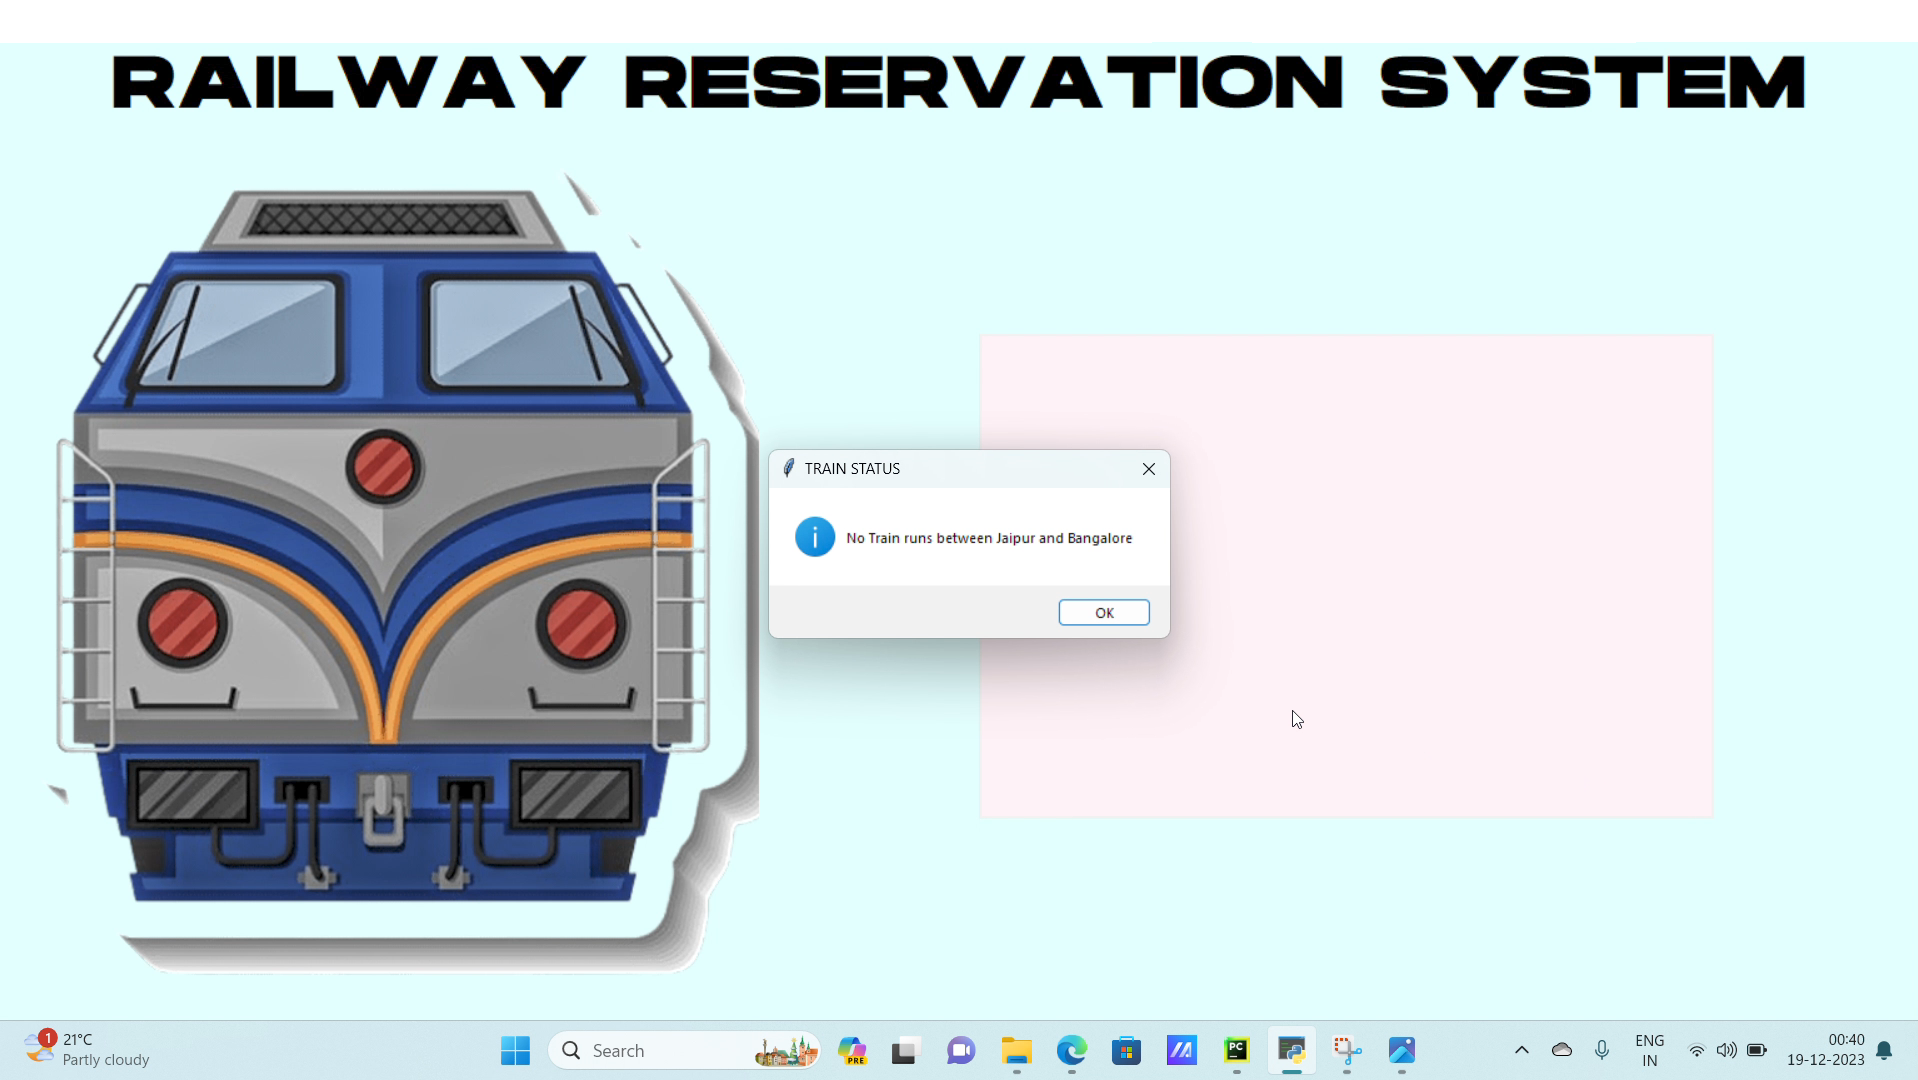 RAILWAY RESERVATION SYSTEM
TRAIN STATUS
i
No Train runs between Jaipur and Bangalore
OK
1
21°C
Partly cloudy
Search
PRE
PC
ENG
IN
00:40
19-12-2023